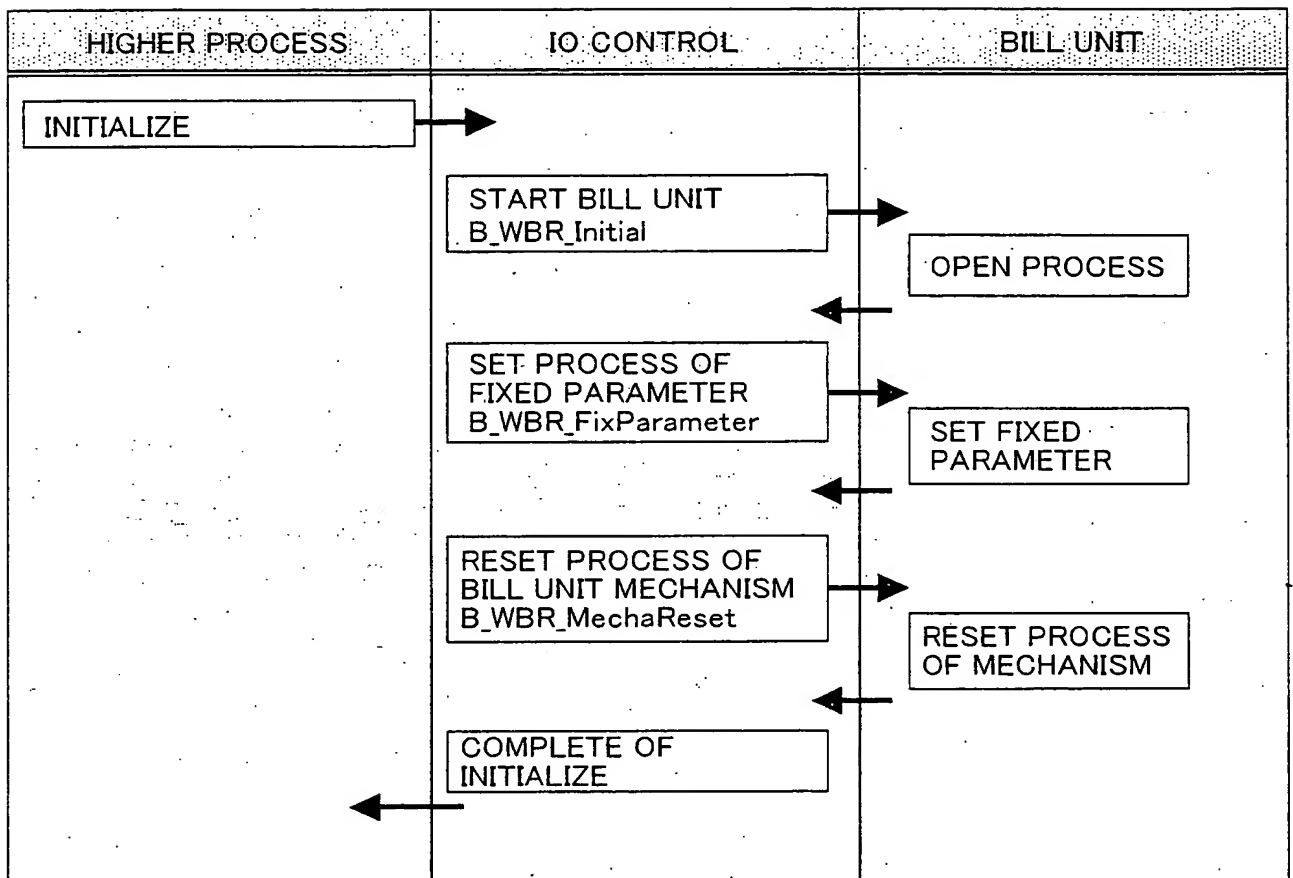 HIGHER PROCESS
IO CONTROL
BILL UNIT
INITIALIZE
START BILL UNIT
B_WBR_Initial
OPEN PROCESS
SET PROCESS OF
FIXED PARAMETER
B_WBR_FixParameter
SET FIXED
PARAMETER
RESET PROCESS OF
BILL UNIT MECHANISM
B_WBR_MechaReset
RESET PROCESS
OF MECHANISM
COMPLETE OF
INITIALIZE